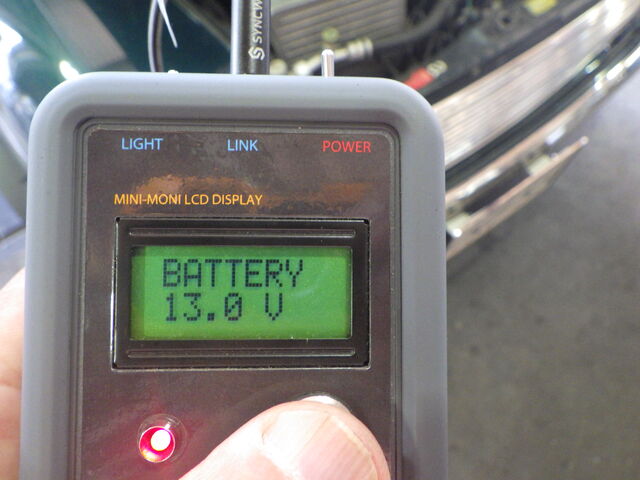 SYNCW
LIGHT LINK POWER
MINI-MONI LCD DISPLAY
BATTERY
13.0 V